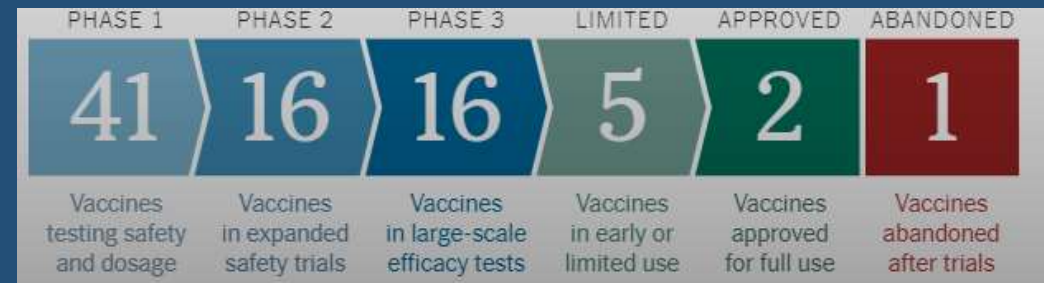 PHASE 1 PHASE 2 PHASE 3 LIMITED APPROVED ABANDONED
41 16 16 5 2 1
Vaccines Vaccines Vaccines Vaccines Vaccines Vaccines
testing safety in expanded in large-scale in early or approved abandoned
and dosage safety trials efficacy tests limited use for full use after trials